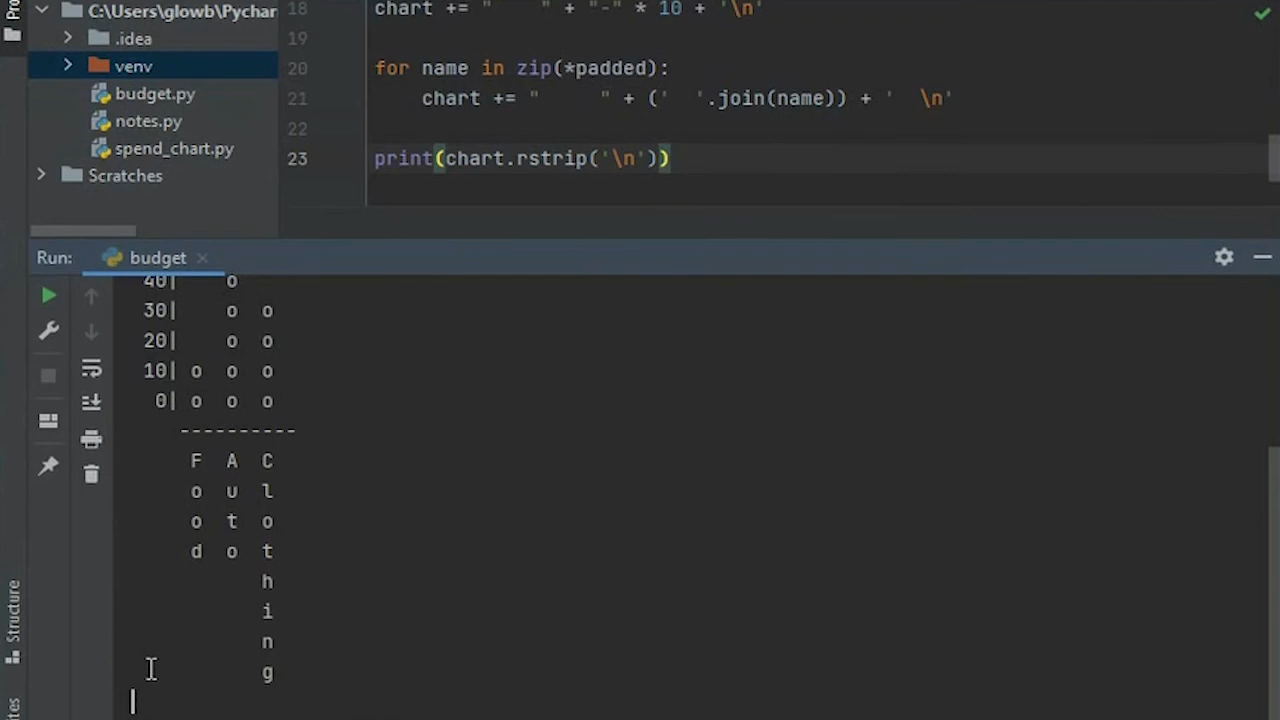 C:\Users\glowb\Pychar
.idea
venv
budget.py
notes.py
spend_chart.py
Scratches
18 chart += "    " + "-" * 10 + '\n'
19
20 for name in zip(*padded):
21     chart += "     " + ('  '.join(name)) + '  \n'
22
23 print(chart.rstrip('\n'))
Run: budget
40|    o
30|    o  o
20|    o  o
10| o  o  o
0| o  o  o
----------
F  A  C
o  u  l
o  t  o
d  o  t
h
i
n
g
Structure